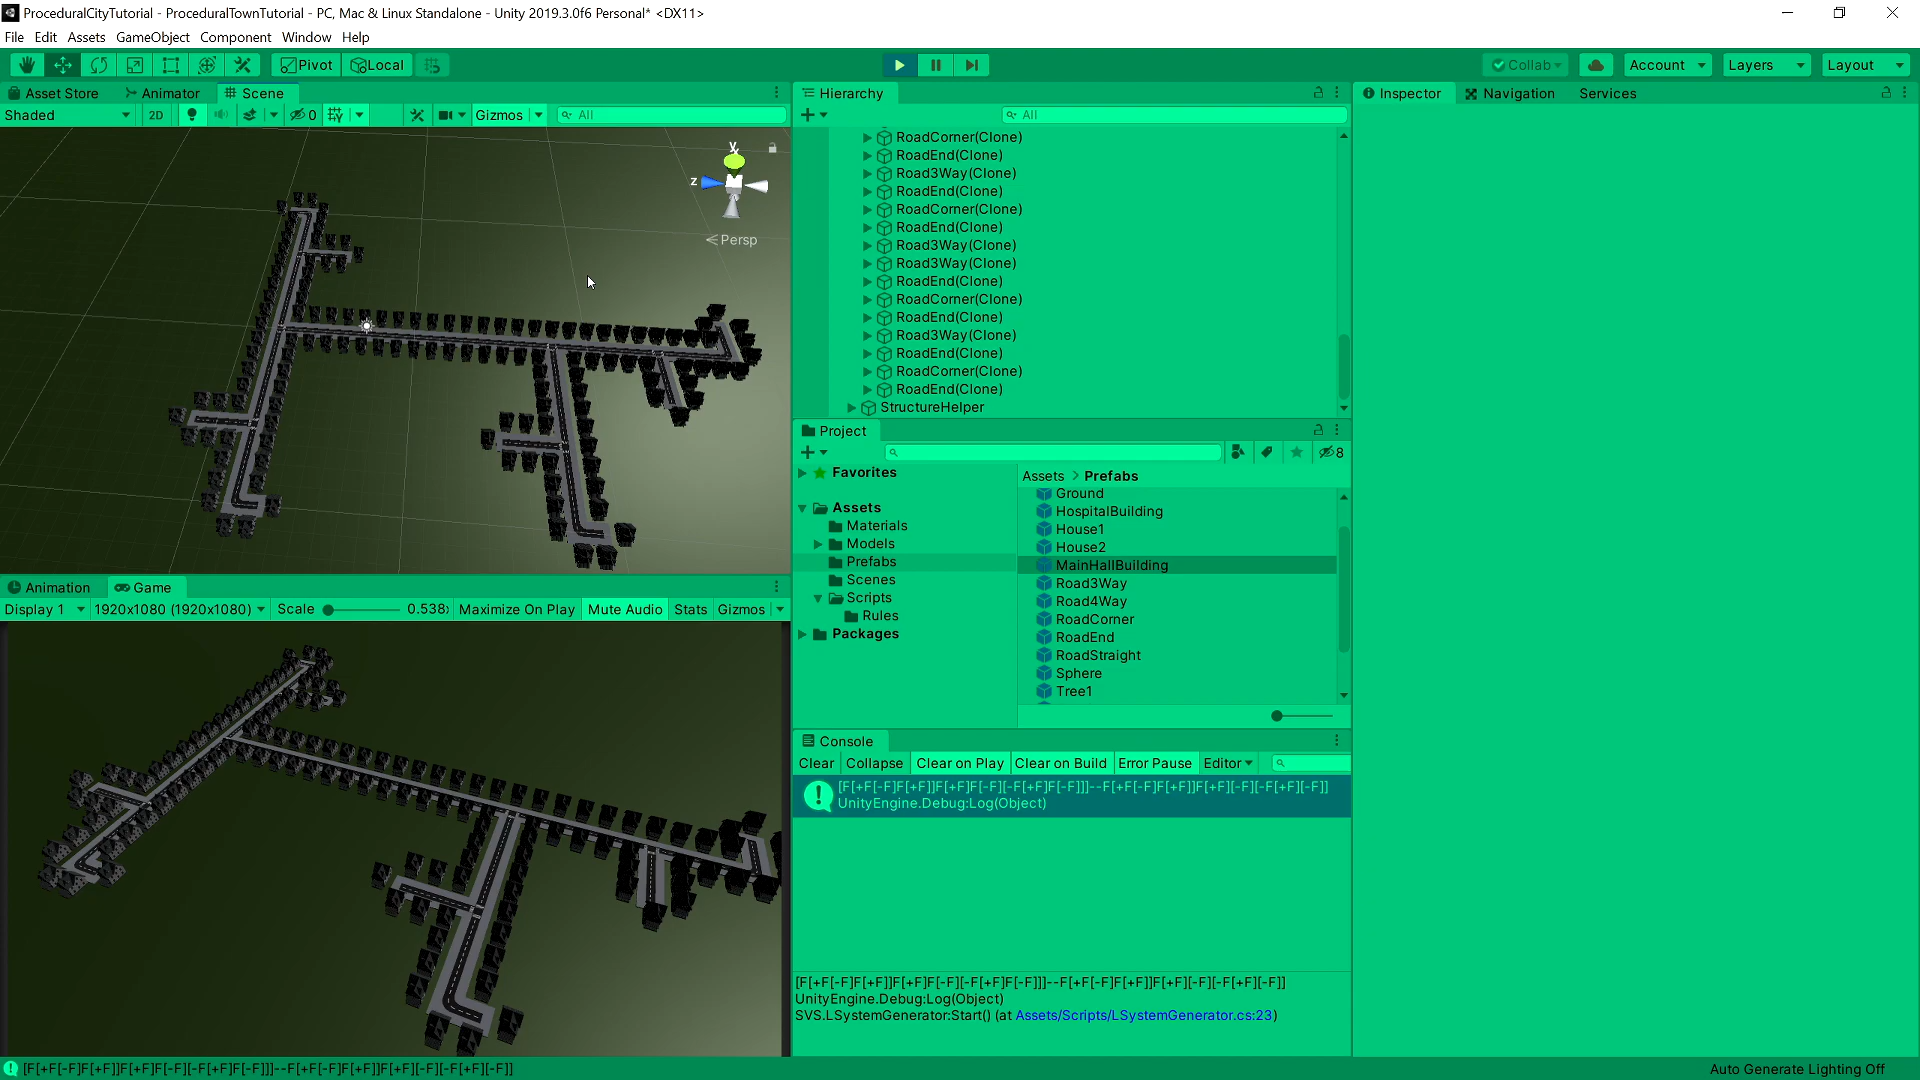 ProceduralCityTutorial - ProceduralTownTutorial - PC, Mac & Linux Standalone - Unity 2019.3.0f6 Personal* <DX11>
File Edit Assets GameObject Component Window Help
Pivot Local Collab Account Layers Layout
Asset Store Animator Scene
Shaded 2D 0 Gizmos All
y
z
Persp
Hierarchy
All
RoadCorner(Clone)
RoadEnd(Clone)
Road3Way(Clone)
RoadEnd(Clone)
RoadCorner(Clone)
RoadEnd(Clone)
Road3Way(Clone)
Road3Way(Clone)
RoadEnd(Clone)
RoadCorner(Clone)
RoadEnd(Clone)
Road3Way(Clone)
RoadEnd(Clone)
RoadCorner(Clone)
RoadEnd(Clone)
StructureHelper
Inspector Navigation Services
Project
8
Favorites
Assets
Materials
Models
Prefabs
Scenes
Scripts
Rules
Packages
Assets > Prefabs
Ground
HospitalBuilding
House1
House2
MainHallBuilding
Road3Way
Road4Way
RoadCorner
RoadEnd
RoadStraight
Sphere
Tree1
Animation Game
Display 1 1920x1080 (1920x1080) Scale 0.538 Maximize On Play Mute Audio Stats Gizmos
Console
Clear Collapse Clear on Play Clear on Build Error Pause Editor
[F[+F[-F]F[+F]]F[+F]F[-F][-F[+F]F[-F]]]--F[+F[-F]F[+F]]F[+F][-F][-F[+F][-F]]
UnityEngine.Debug:Log(Object)
[F[+F[-F]F[+F]]F[+F]F[-F][-F[+F]F[-F]]]--F[+F[-F]F[+F]]F[+F][-F][-F[+F][-F]]
UnityEngine.Debug:Log(Object)
SVS.LSystemGenerator:Start() (at Assets/Scripts/LSystemGenerator.cs:23)
[F[+F[-F]F[+F]]F[+F]F[-F][-F[+F]F[-F]]]--F[+F[-F]F[+F]]F[+F][-F][-F[+F][-F]]
Auto Generate Lighting Off